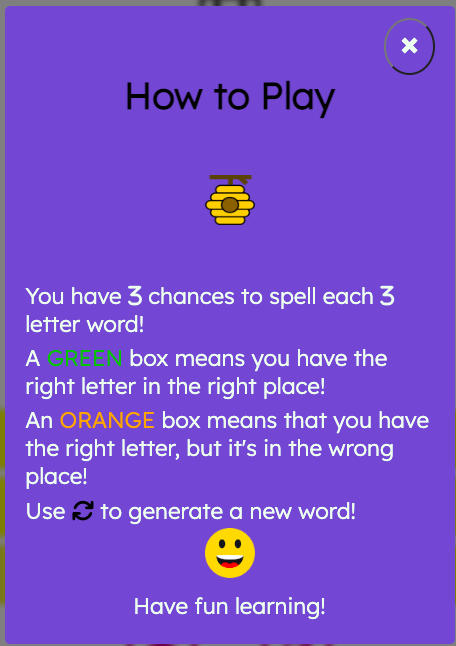 How to Play
You have 3 chances to spell each 3
letter word!
A GREEN box means you have the
right letter in the right place!
An ORANGE box means that you have
the right letter, but it's in the wrong
place!
Use to generate a new word!
Have fun learning!